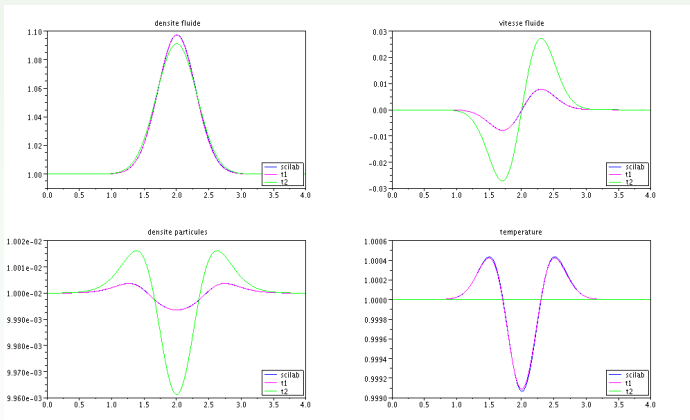 densite fluide
1.10
1.08
1.06
1.04
1.02
1.00
scilab
t1
t2
0.0 0.5 1.0 1.5 2.0 2.5 3.0 3.5 4.0
vitesse fluide
0.03
0.02
0.01
0.00
-0.01
-0.02
-0.03
scilab
t1
t2
0.0 0.5 1.0 1.5 2.0 2.5 3.0 3.5 4.0
densite particules
1.002e-02
1.001e-02
1.000e-02
9.990e-03
9.980e-03
9.970e-03
9.960e-03
scilab
t1
t2
0.0 0.5 1.0 1.5 2.0 2.5 3.0 3.5 4.0
temperature
1.0006
1.0004
1.0002
1.0000
0.9998
0.9996
0.9994
0.9992
0.9990
scilab
t1
t2
0.0 0.5 1.0 1.5 2.0 2.5 3.0 3.5 4.0